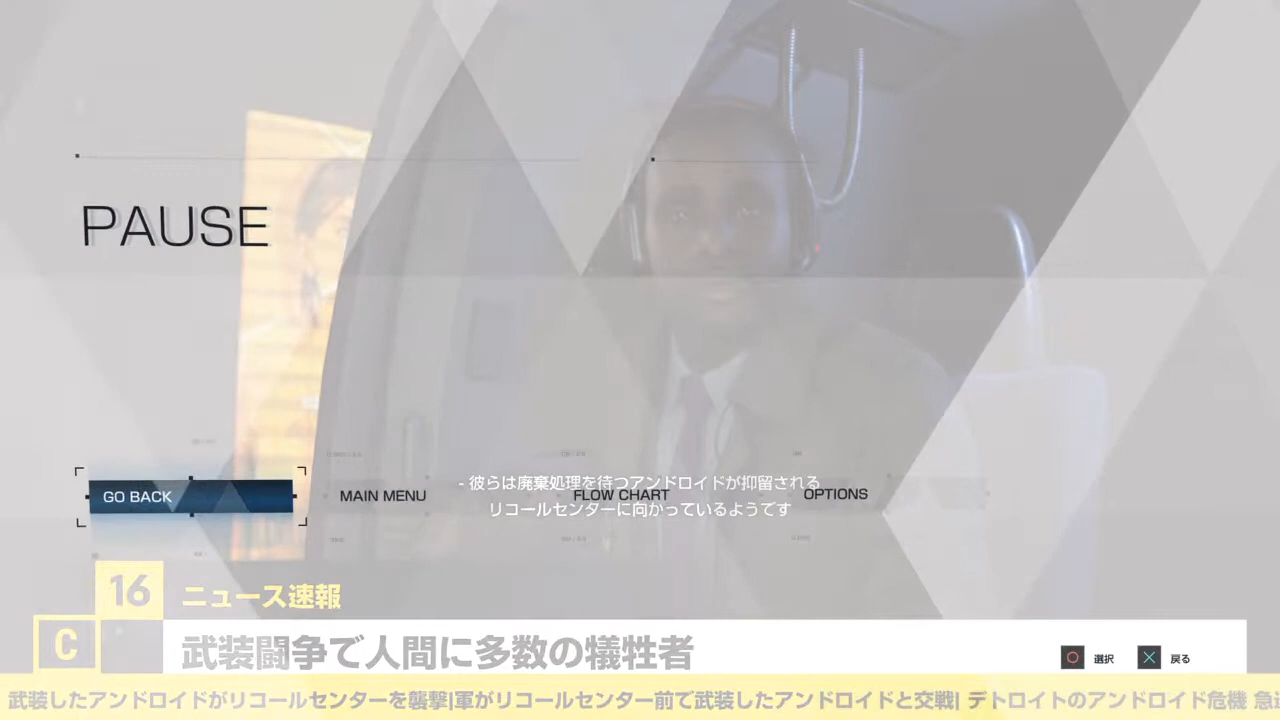 PAUSE
GO BACK
MAIN MENU
FLOW CHART
OPTIONS
- 彼らは廃棄処理を待つアンドロイドが抑留される
リコールセンターに向かっているようです
16
ニュース速報
C
武装闘争で人間に多数の犠牲者
選択
戻る
武装したアンドロイドがリコールセンターを襲撃|軍がリコールセンター前で武装したアンドロイドと交戦| デトロイトのアンドロイド危機 急